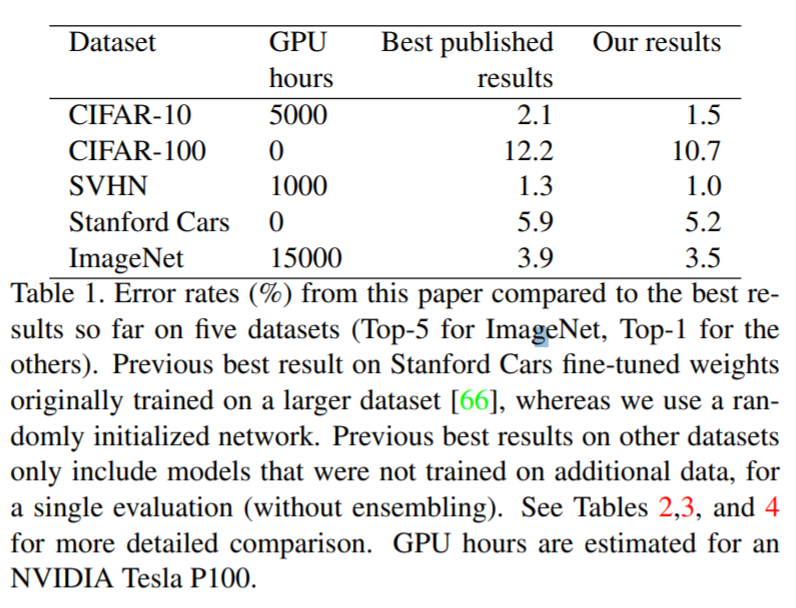 Dataset GPU hours Best published results Our results
CIFAR-10 5000 2.1 1.5
CIFAR-100 0 12.2 10.7
SVHN 1000 1.3 1.0
Stanford Cars 0 5.9 5.2
ImageNet 15000 3.9 3.5
Table 1. Error rates (%) from this paper compared to the best re-
sults so far on five datasets (Top-5 for ImageNet, Top-1 for the
others). Previous best result on Stanford Cars fine-tuned weights
originally trained on a larger dataset [66], whereas we use a ran-
domly initialized network. Previous best results on other datasets
only include models that were not trained on additional data, for
a single evaluation (without ensembling). See Tables 2,3, and 4
for more detailed comparison. GPU hours are estimated for an
NVIDIA Tesla P100.